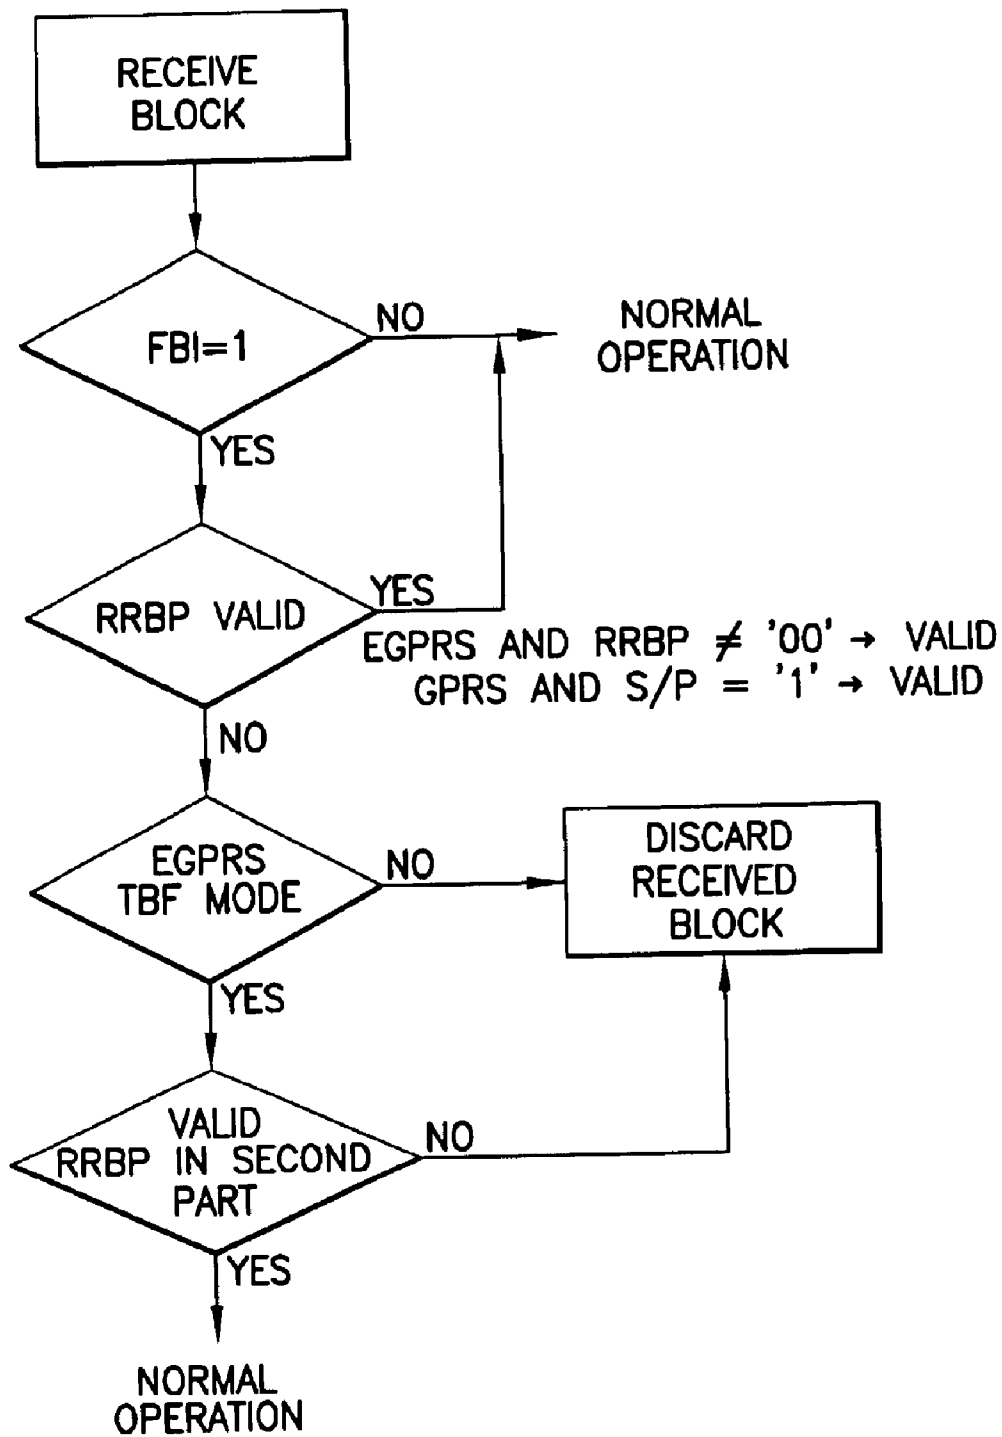 RECEIVE
BLOCK
FBI=1
NO
NORMAL
OPERATION
YES
RRBP VALID
YES
EGPRS AND RRBP ≠ '00' → VALID
GPRS AND S/P = '1' → VALID
NO
EGPRS
TBF MODE
NO
DISCARD
RECEIVED
BLOCK
YES
VALID
RRBP IN SECOND
PART
NO
YES
NORMAL
OPERATION